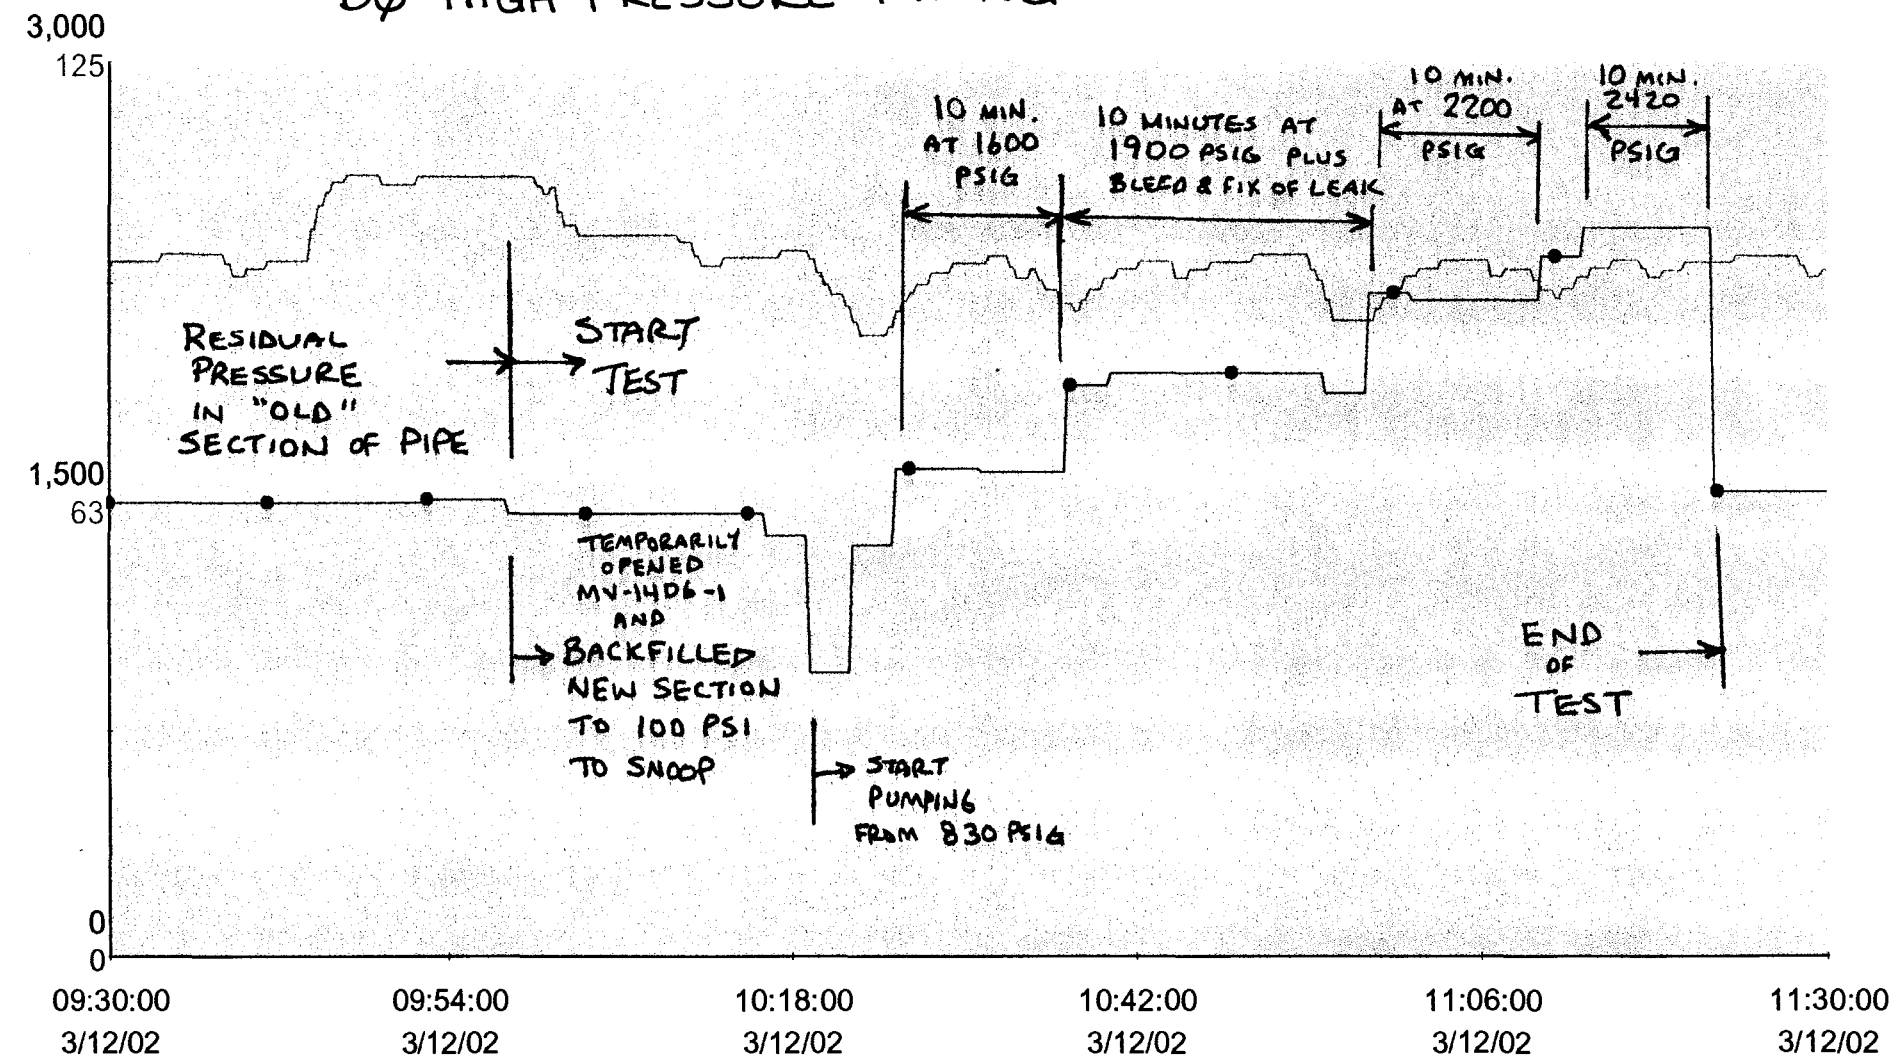 HIGH PRESSURE
3,000
125
1,500
63
0
0
10 MIN.
AT 1600
PSIG
10 MINUTES AT
1900 PSIG PLUS
BLEED & FIX OF LEAK
10 MIN.
AT 2200
PSIG
10 MIN.
2420
PSIG
RESIDUAL
PRESSURE
IN "OLD"
SECTION OF PIPE
START
TEST
TEMPORARILY
OPENED
MV-14D6-1
AND
BACKFILLED
NEW SECTION
TO 100 PSI
TO SNOOP
START
PUMPING
FROM 830 PSIG
END
OF
TEST
09:30:00
3/12/02
09:54:00
3/12/02
10:18:00
3/12/02
10:42:00
3/12/02
11:06:00
3/12/02
11:30:00
3/12/02